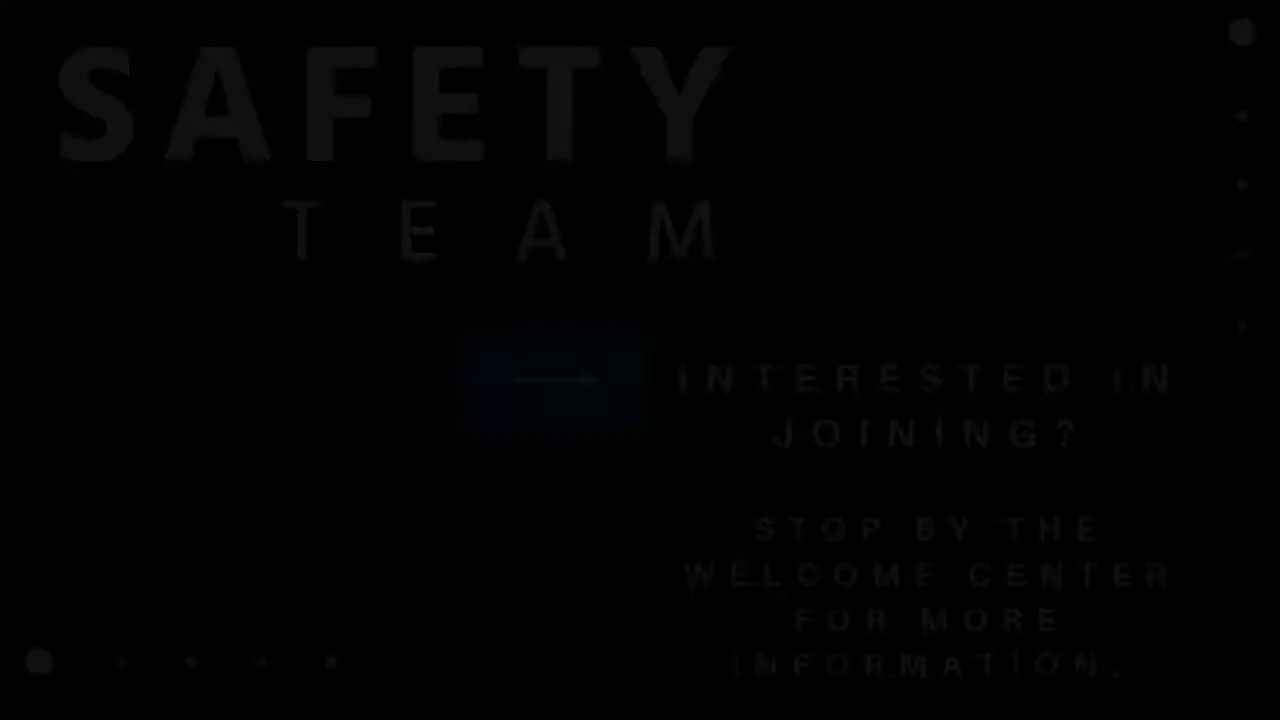 SAFETY
TEAM
INTERESTED IN
JOINING?
STOP BY THE
WELCOME CENTER
FOR MORE
INFORMATION.